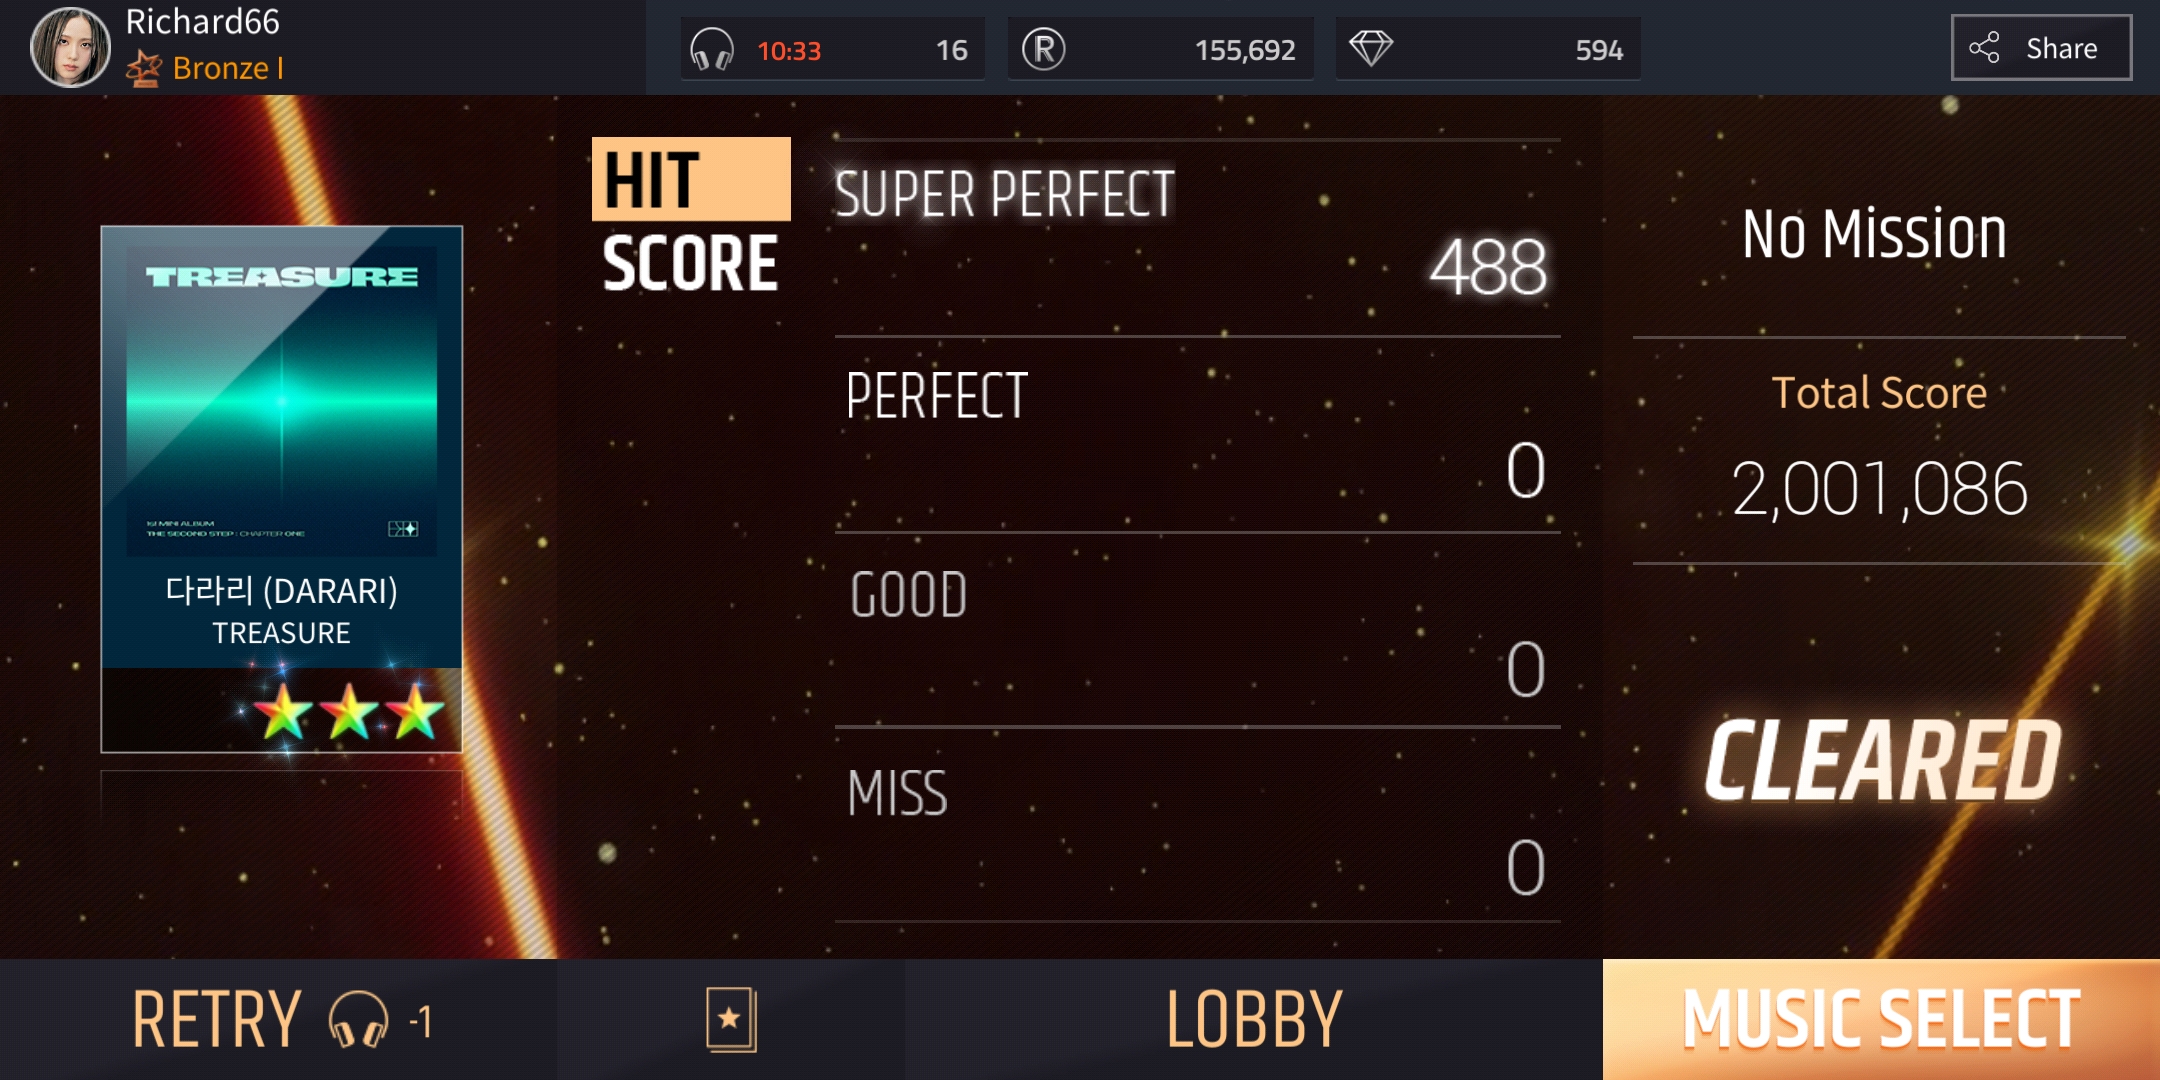 Richard66
Bronze I
10:33 16
R 155,692
594
Share
TREASURE
1ST MINI ALBUM
THE SECOND STEP : CHAPTER ONE
다라리 (DARARI)
TREASURE
HIT
SCORE
SUPER PERFECT
488
PERFECT
0
GOOD
0
MISS
0
No Mission
Total Score
2,001,086
CLEARED
RETRY -1
LOBBY
MUSIC SELECT